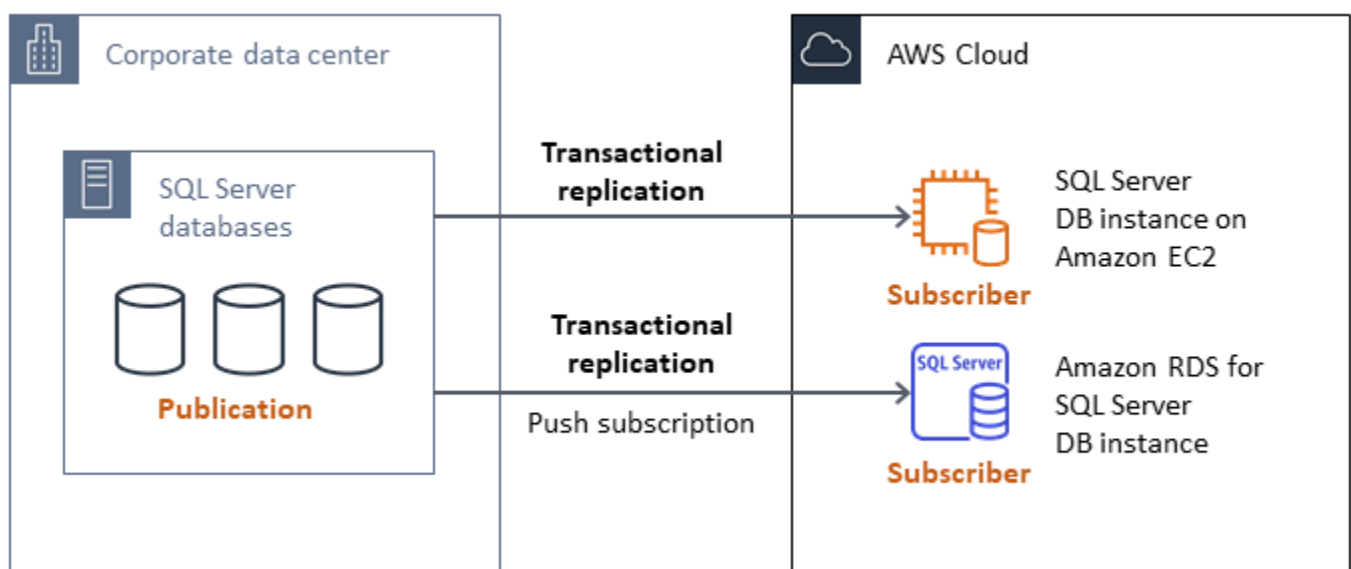 Corporate data center
SQL Server
databases
Publication
Transactional
replication
Transactional
replication
Push subscription
AWS Cloud
SQL Server
DB instance on
Amazon EC2
Subscriber
SQL Server
Amazon RDS for
SQL Server
DB instance
Subscriber